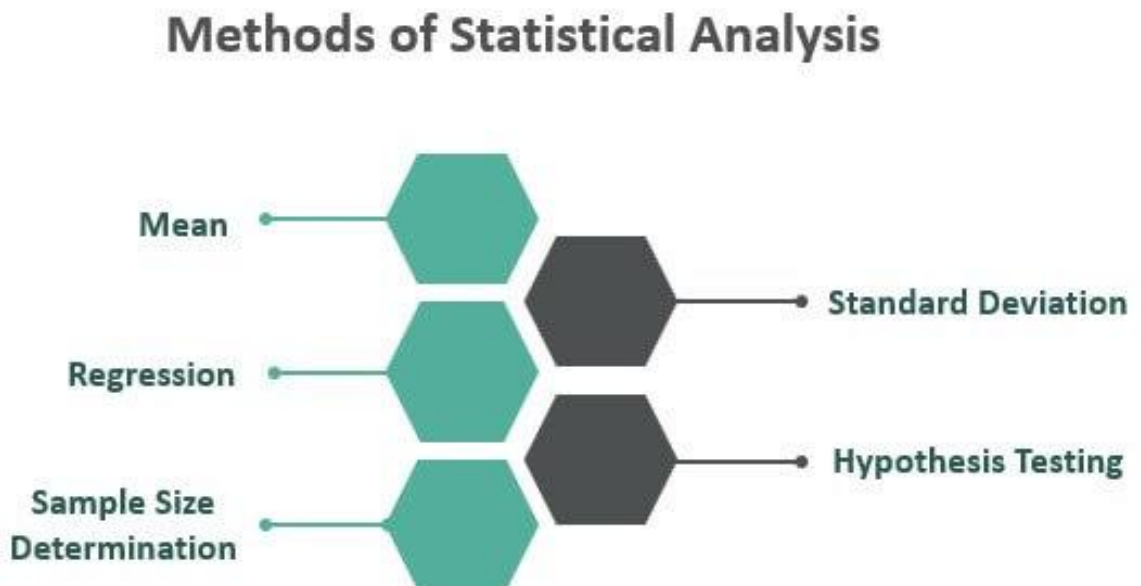 Methods of Statistical Analysis
Mean
Standard Deviation
Regression
Hypothesis Testing
Sample Size
Determination